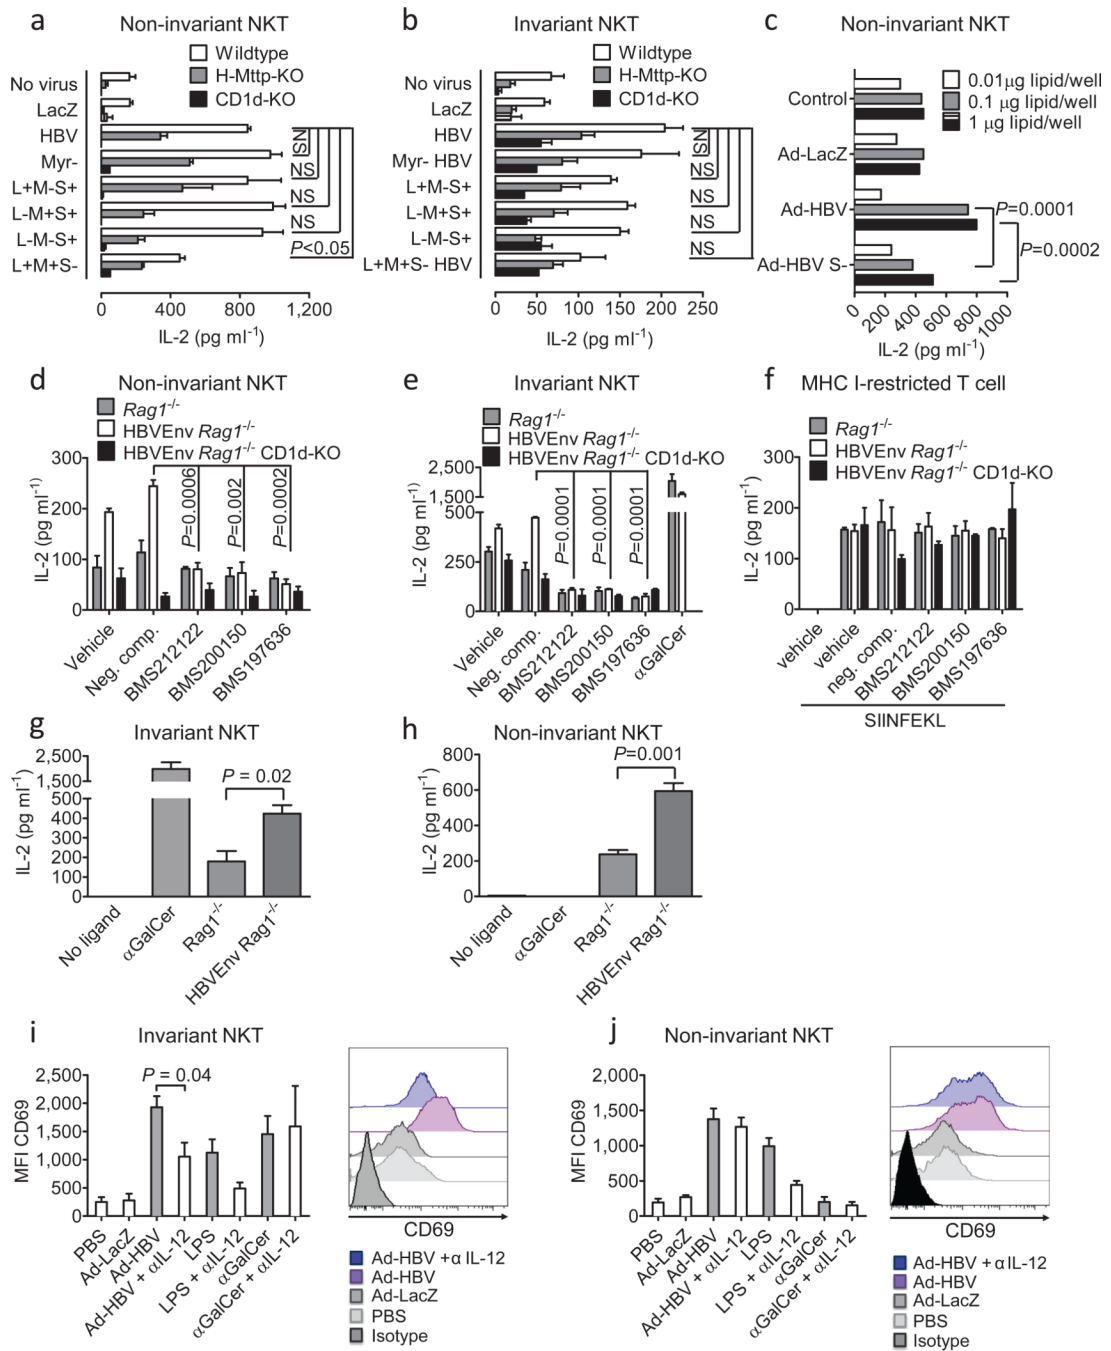 a
Non-invariant NKT
Wildtype
H-Mttp-KO
CD1d-KO
No virus
LacZ
HBV
Myr-
L+M-S+
L-M+S+
L-M-S+
L+M+S-
NS
NS
NS
NS
P<0.05
0 400 800 1,200
IL-2 (pg ml⁻¹)
b
Invariant NKT
Wildtype
H-Mttp-KO
CD1d-KO
No virus
LacZ
HBV
Myr- HBV
L+M-S+
L-M+S+
L-M-S+
L+M+S- HBV
NS
NS
NS
NS
NS
0 50 100 150 200 250
IL-2 (pg ml⁻¹)
c
Non-invariant NKT
0.01µg lipid/well
0.1 µg lipid/well
1 µg lipid/well
Control
Ad-LacZ
Ad-HBV
Ad-HBV S-
P=0.0001
P=0.0002
0 200 400 600 800 1000
IL-2 (pg ml⁻¹)
d
Non-invariant NKT
Rag1⁻/⁻
HBVEnv Rag1⁻/⁻
HBVEnv Rag1⁻/⁻ CD1d-KO
IL-2 (pg ml⁻¹)
300
200
100
0
P=0.0006
P=0.002
P=0.0002
Vehicle
Neg. comp.
BMS212122
BMS200150
BMS197636
e
Invariant NKT
Rag1⁻/⁻
HBVEnv Rag1⁻/⁻
HBVEnv Rag1⁻/⁻ CD1d-KO
IL-2 (pg ml⁻¹)
2,500
1,500
500
250
0
P=0.0001
P=0.0001
P=0.0001
Vehicle
Neg. comp.
BMS212122
BMS200150
BMS197636
αGalCer
f
MHC I-restricted T cell
Rag1⁻/⁻
HBVEnv Rag1⁻/⁻
HBVEnv Rag1⁻/⁻ CD1d-KO
IL-2 (pg ml⁻¹)
300
200
100
0
vehicle
vehicle
neg. comp.
BMS212122
BMS200150
BMS197636
SIINFEKL
g
Invariant NKT
IL-2 (pg ml⁻¹)
2,500
1,500
500
400
300
200
100
0
P = 0.02
No ligand
αGalCer
Rag1⁻/⁻
HBVEnv Rag1⁻/⁻
h
Non-invariant NKT
IL-2 (pg ml⁻¹)
800
600
400
200
0
P=0.001
No ligand
αGalCer
Rag1⁻/⁻
HBVEnv Rag1⁻/⁻
i
Invariant NKT
MFI CD69
2,500
2,000
1,500
1,000
500
0
P = 0.04
PBS
Ad-LacZ
Ad-HBV
Ad-HBV + αIL-12
LPS
LPS + αIL-12
αGalCer
αGalCer + αIL-12
CD69
Ad-HBV +α IL-12
Ad-HBV
Ad-LacZ
PBS
Isotype
j
Non-invariant NKT
MFI CD69
2,000
1,500
1,000
500
0
PBS
Ad-LacZ
Ad-HBV
Ad-HBV + αIL-12
LPS
LPS + αIL-12
αGalCer
αGalCer + αIL-12
CD69
Ad-HBV +α IL-12
Ad-HBV
Ad-LacZ
PBS
Isotype